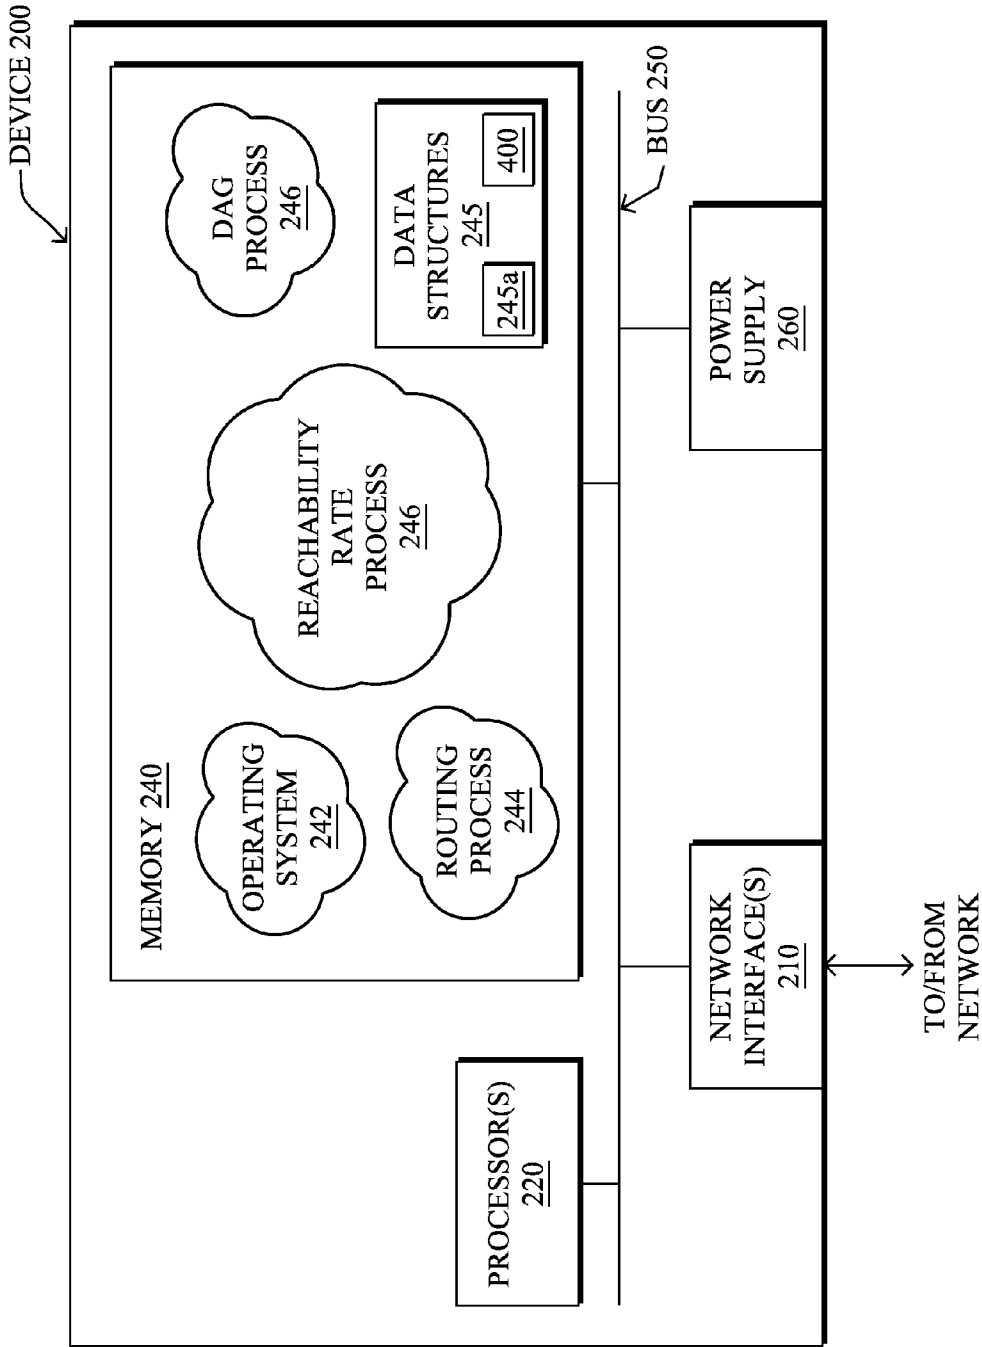 DEVICE 200
MEMORY 240
OPERATING
SYSTEM
242
ROUTING
PROCESS
244
REACHABILITY
RATE
PROCESS
246
DAG
PROCESS
246
DATA
STRUCTURES
245
245a
400
PROCESSOR(S)
220
BUS 250
NETWORK
INTERFACE(S)
210
POWER
SUPPLY
260
TO/FROM
NETWORK